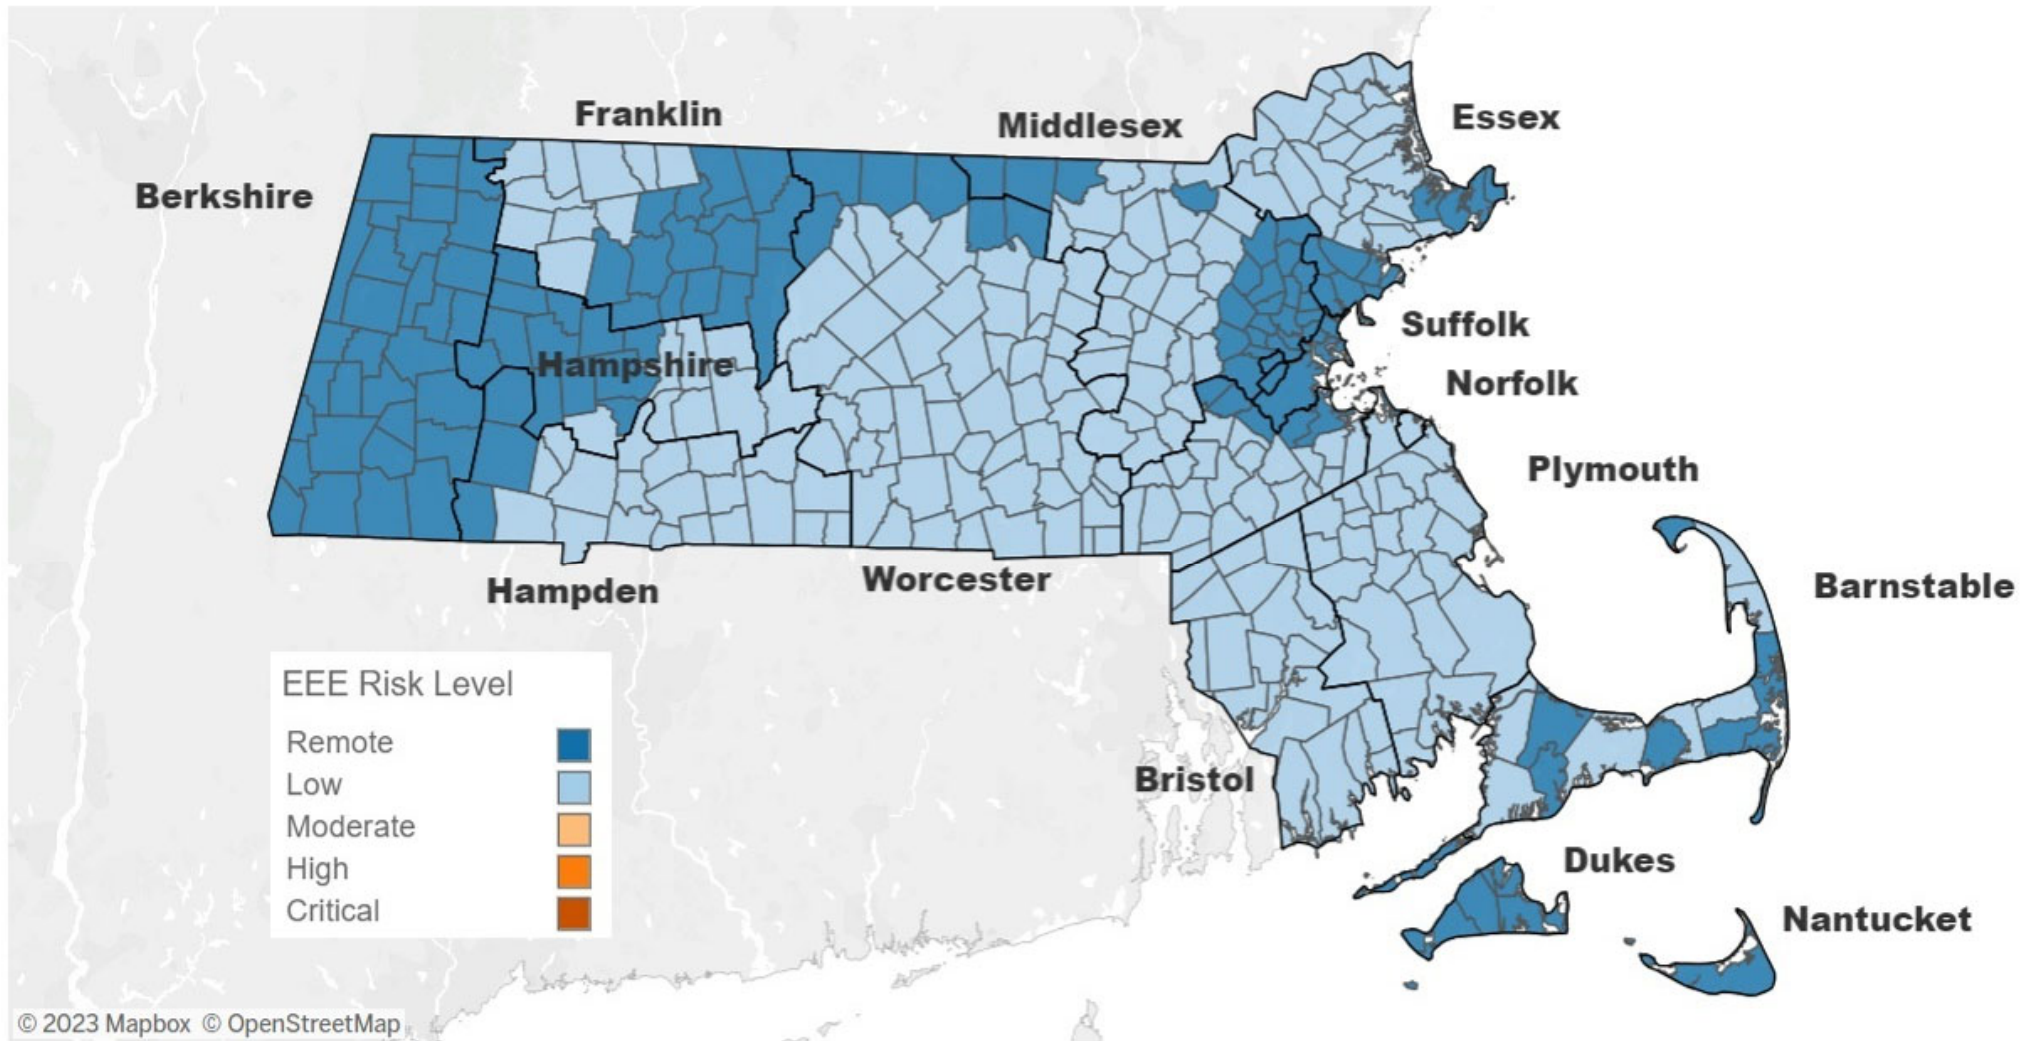 Franklin
Middlesex
Essex
Berkshire
Suffolk
Hampshire
Norfolk
Plymouth
Hampden
Worcester
Barnstable
EEE Risk Level
Remote
Low
Moderate
High
Critical
Bristol
Dukes
Nantucket
© 2023 Mapbox © OpenStreetMap